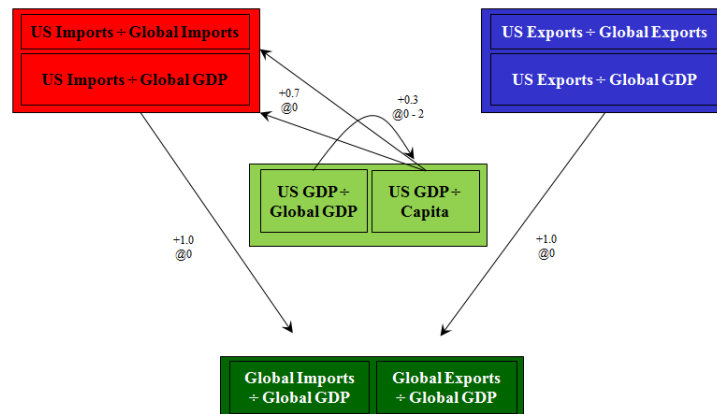 US Imports ÷ Global Imports
US Exports ÷ Global Exports
US Imports ÷ Global GDP
US Exports ÷ Global GDP
+0.7
@0
+0.3
@0 - 2
US GDP ÷
Global GDP
US GDP ÷
Capita
+1.0
@0
+1.0
@0
Global Imports
÷ Global GDP
Global Exports
÷ Global GDP